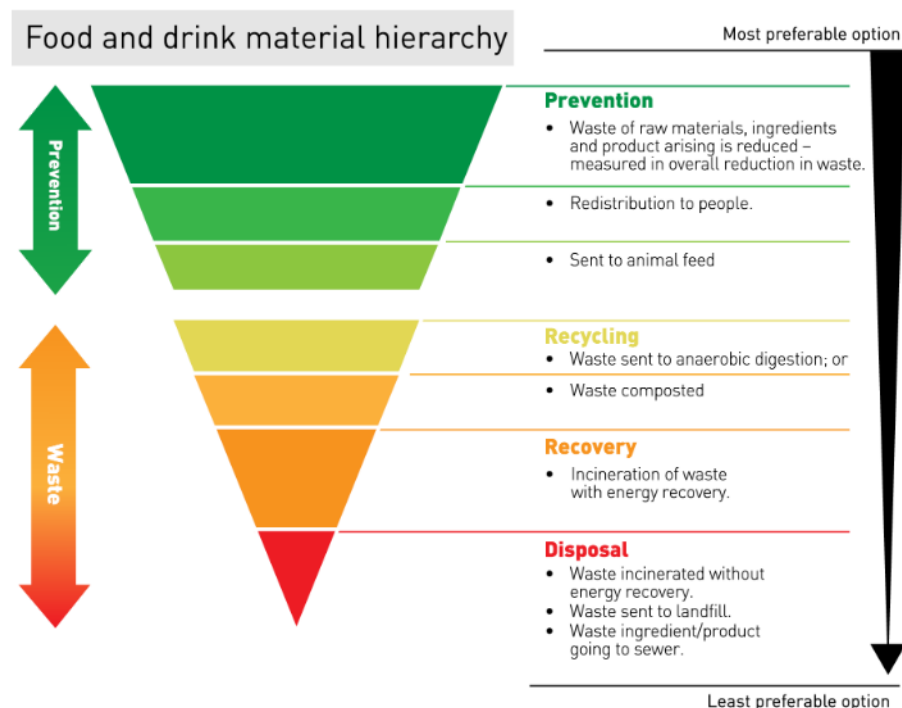 Food and drink material hierarchy
Most preferable option
Prevention
Prevention
• Waste of raw materials, ingredients
and product arising is reduced –
measured in overall reduction in waste.
• Redistribution to people.
• Sent to animal feed
Waste
Recycling
• Waste sent to anaerobic digestion; or
• Waste composted
Recovery
• Incineration of waste
with energy recovery.
Disposal
• Waste incinerated without
energy recovery.
• Waste sent to landfill.
• Waste ingredient/product
going to sewer.
Least preferable option